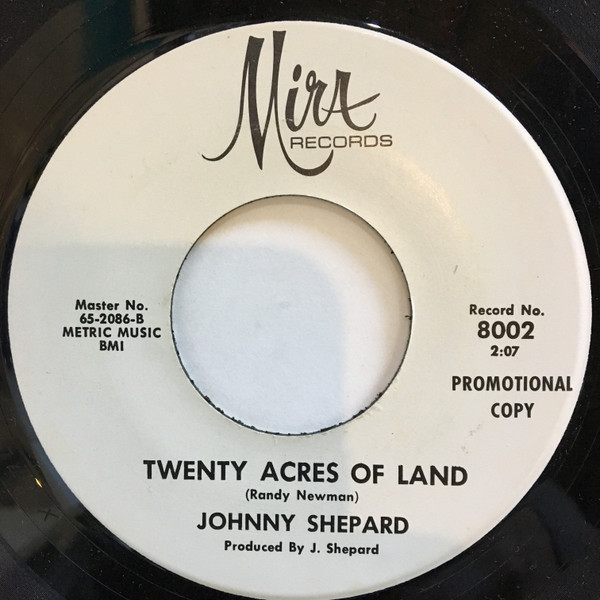 Mira
RECORDS
Master No.
65-2086-B
METRIC MUSIC
BMI
Record No.
8002
2:07
PROMOTIONAL
COPY
TWENTY ACRES OF LAND
(Randy Newman)
JOHNNY SHEPARD
Produced By J. Shepard